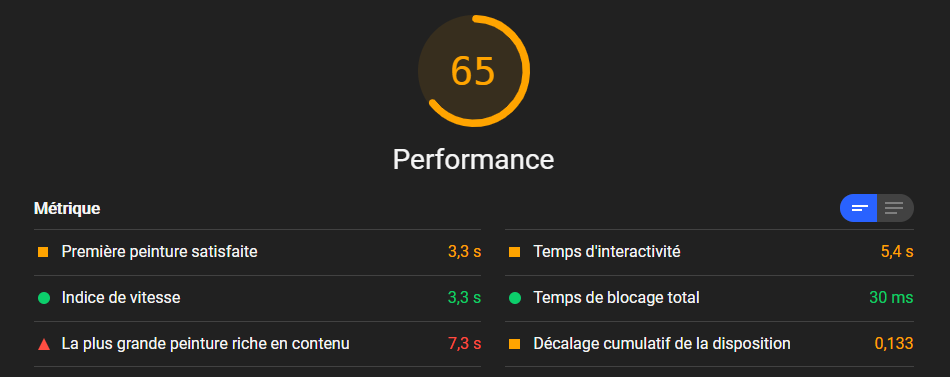 65
Performance
Métrique
Première peinture satisfaite 3,3 s
Temps d'interactivité 5,4 s
Indice de vitesse 3,3 s
Temps de blocage total 30 ms
La plus grande peinture riche en contenu 7,3 s
Décalage cumulatif de la disposition 0,133